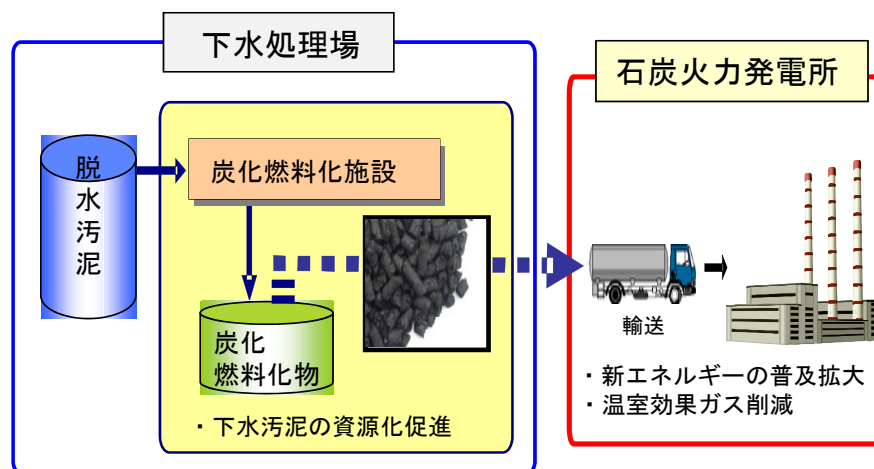 下水処理場
石炭火力発電所
脱水汚泥
炭化燃料化施設
炭化
燃料化物
・下水汚泥の資源化促進
輸送
・新エネルギーの普及拡大
・温室効果ガス削減